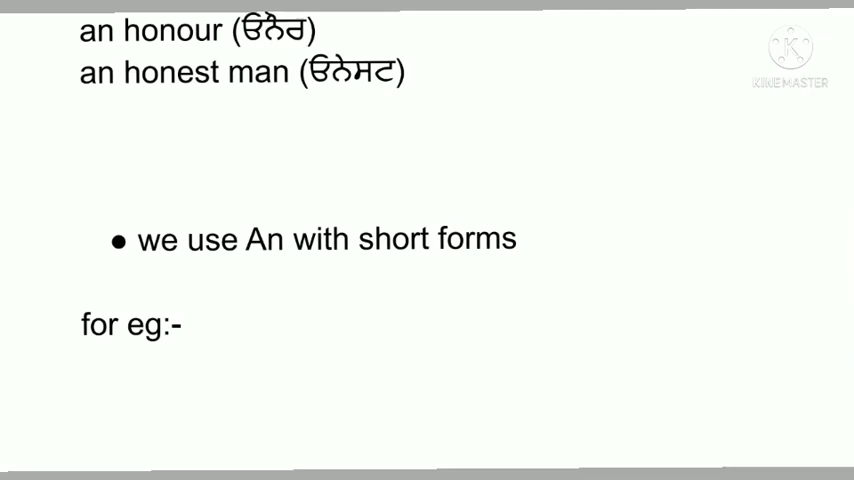 an honour (ਓਨੈਰ)
an honest man (ਓਨੇਸਟ)
K
KINEMASTER
● we use An with short forms
for eg:-